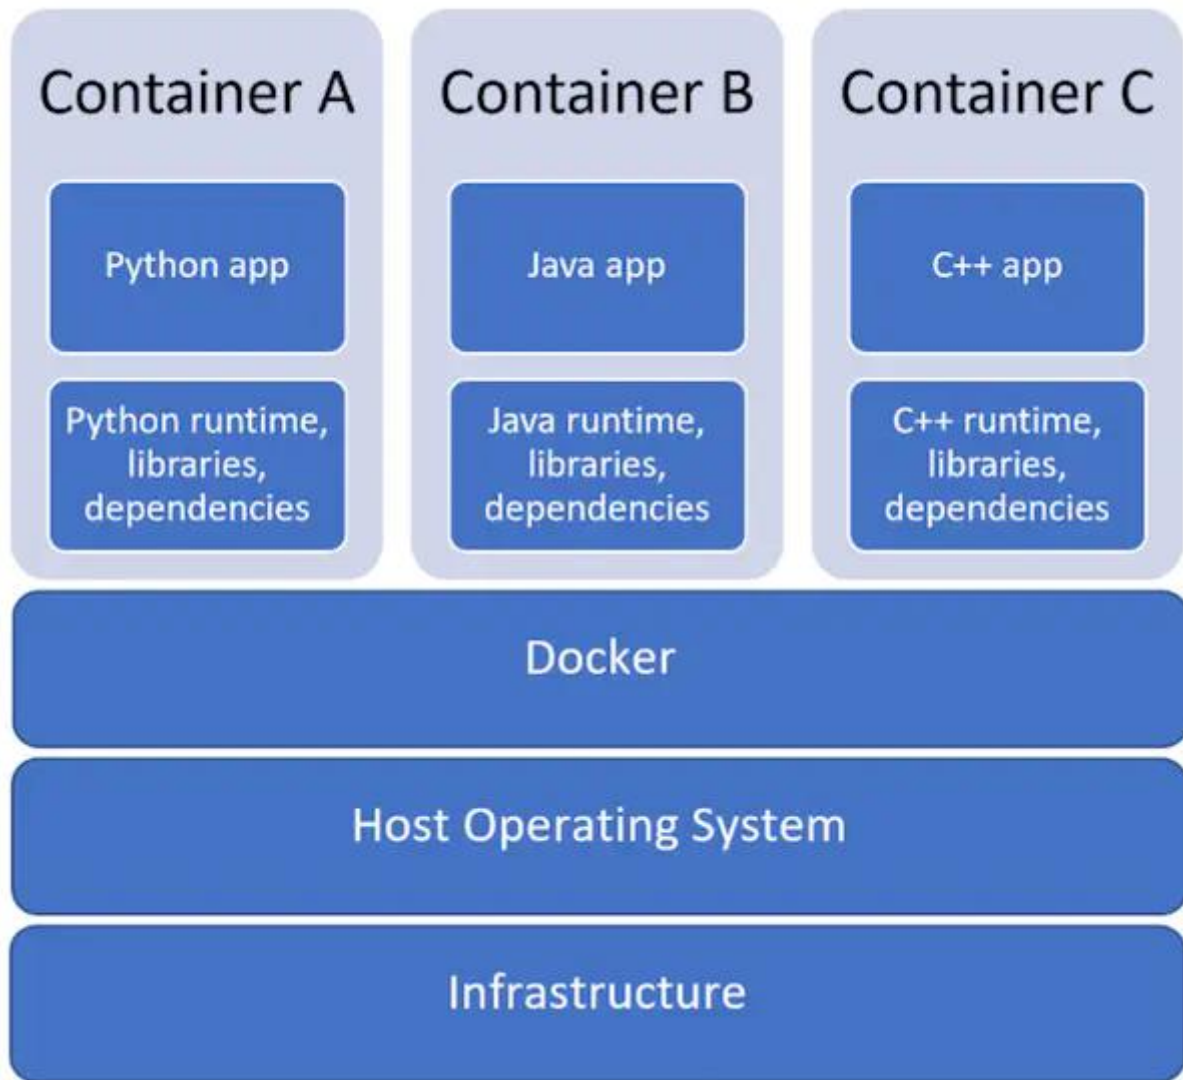 Container A
Python app
Python runtime,
libraries,
dependencies
Container B
Java app
Java runtime,
libraries,
dependencies
Container C
C++ app
C++ runtime,
libraries,
dependencies
Docker
Host Operating System
Infrastructure